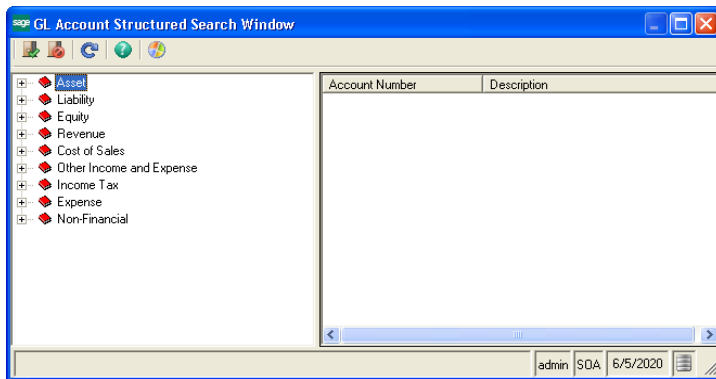 sage GL Account Structured Search Window
Asset
Liability
Equity
Revenue
Cost of Sales
Other Income and Expense
Income Tax
Expense
Non-Financial
Account Number Description
admin SOA 6/5/2020